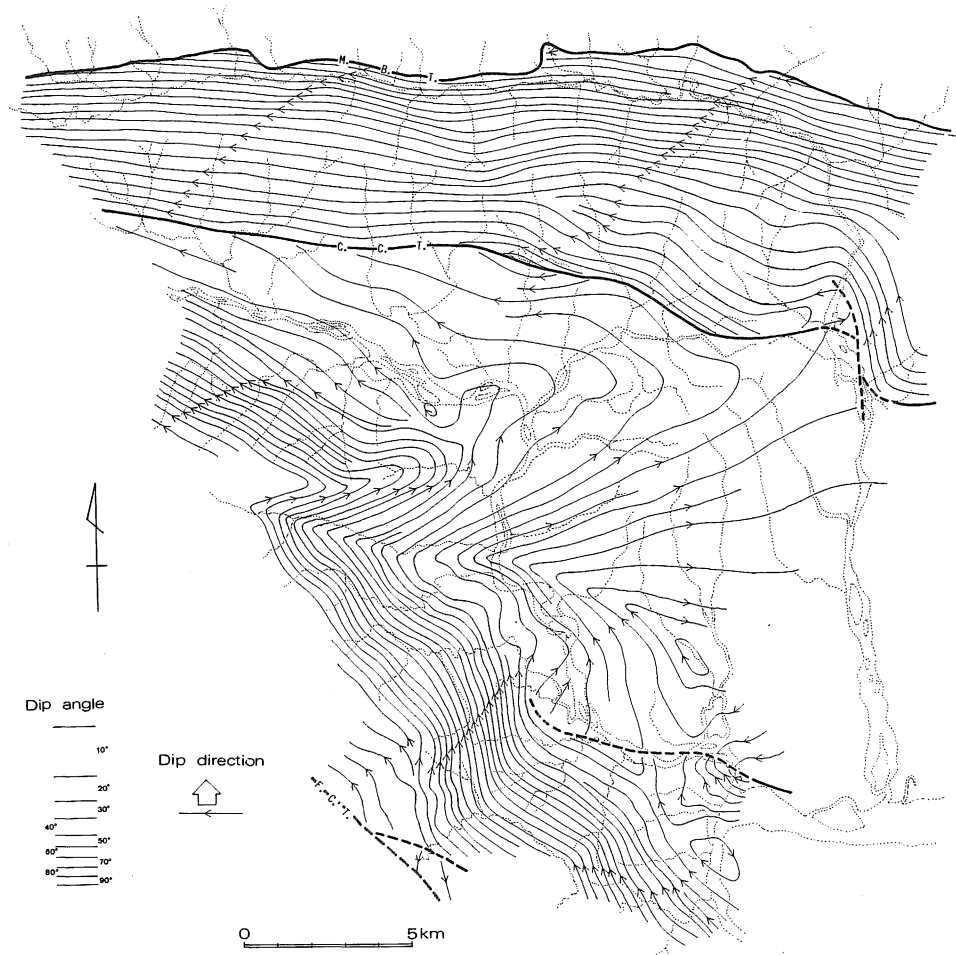 M. B. T.
C. C. T.
Dip angle
10°
20°
30°
40°
50°
60°
70°
80°
90°
Dip direction
F. C. T.
0 5km